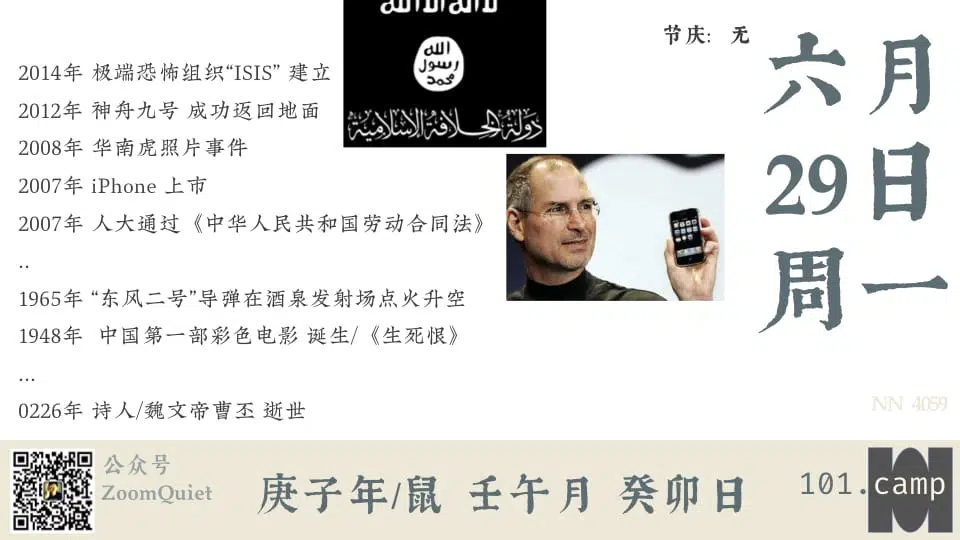 节庆: 无
六月
29日
周一
2014年 极端恐怖组织“ISIS” 建立
2012年 神舟九号 成功返回地面
2008年 华南虎照片事件
2007年 iPhone 上市
2007年 人大通过《中华人民共和国劳动合同法》
..
1965年 “东风二号”导弹在酒泉发射场点火升空
1948年 中国第一部彩色电影 诞生/《生死恨》
...
0226年 诗人/魏文帝曹丕 逝世
الله
رسول
محمد
دولة الخلافة الإسلامية
NN 4059
公众号
ZoomQuiet
庚子年/鼠 壬午月 癸卯日
101.camp